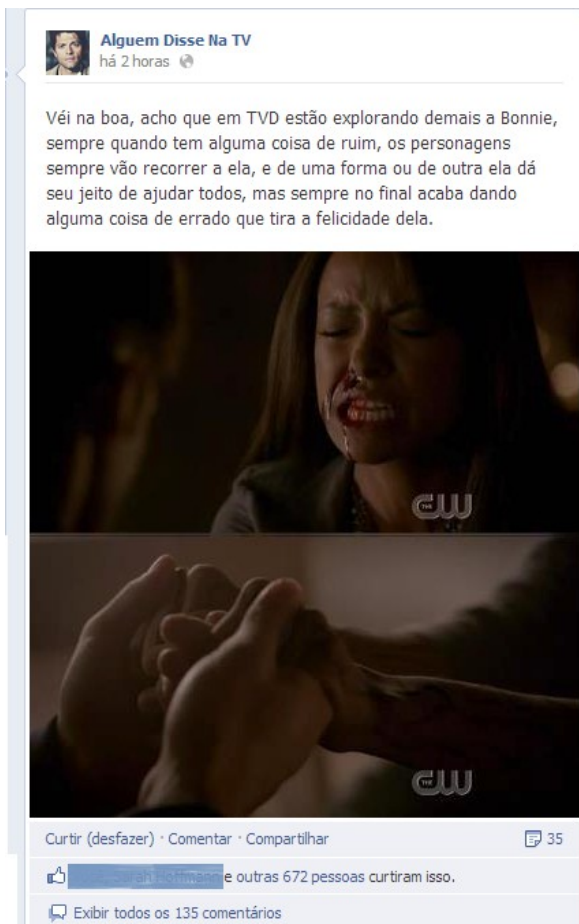 Alguem Disse Na TV
há 2 horas
Véi na boa, acho que em TVD estão explorando demais a Bonnie,
sempre quando tem alguma coisa de ruim, os personagens
sempre vão recorrer a ela, e de uma forma ou de outra ela dá
seu jeito de ajudar todos, mas sempre no final acaba dando
alguma coisa de errado que tira a felicidade dela.
THE CW
THE CW
Curtir (desfazer) · Comentar · Compartilhar 35
e outras 672 pessoas curtiram isso.
Exibir todos os 135 comentários